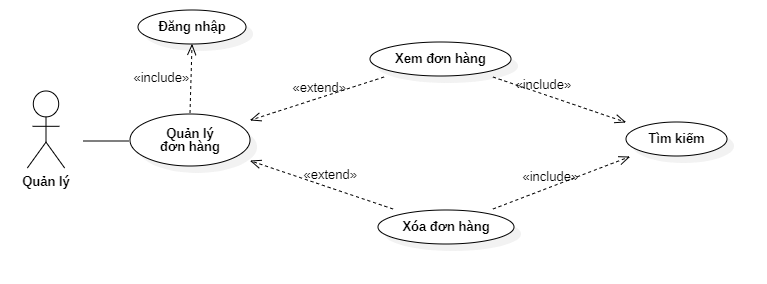 Đăng nhập
Xem đơn hàng
«include»
«extend»
«include»
Quản lý
đơn hàng
Tìm kiếm
Quản lý
«extend»
«include»
Xóa đơn hàng